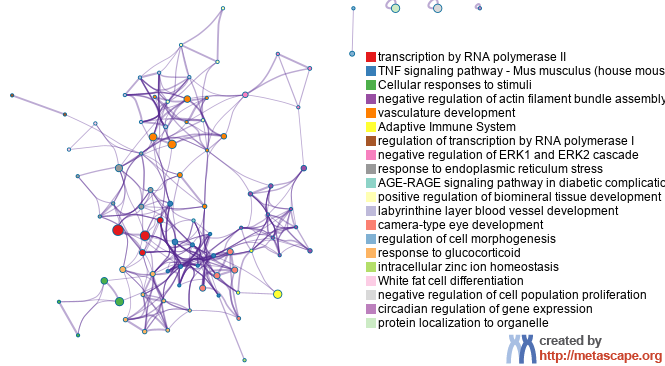 transcription by RNA polymerase II
TNF signaling pathway - Mus musculus (house mous
Cellular responses to stimuli
negative regulation of actin filament bundle assembly
vasculature development
Adaptive Immune System
regulation of transcription by RNA polymerase I
negative regulation of ERK1 and ERK2 cascade
response to endoplasmic reticulum stress
AGE-RAGE signaling pathway in diabetic complicatio
positive regulation of biomineral tissue development
labyrinthine layer blood vessel development
camera-type eye development
regulation of cell morphogenesis
response to glucocorticoid
intracellular zinc ion homeostasis
White fat cell differentiation
negative regulation of cell population proliferation
circadian regulation of gene expression
protein localization to organelle
created by
http://metascape.org